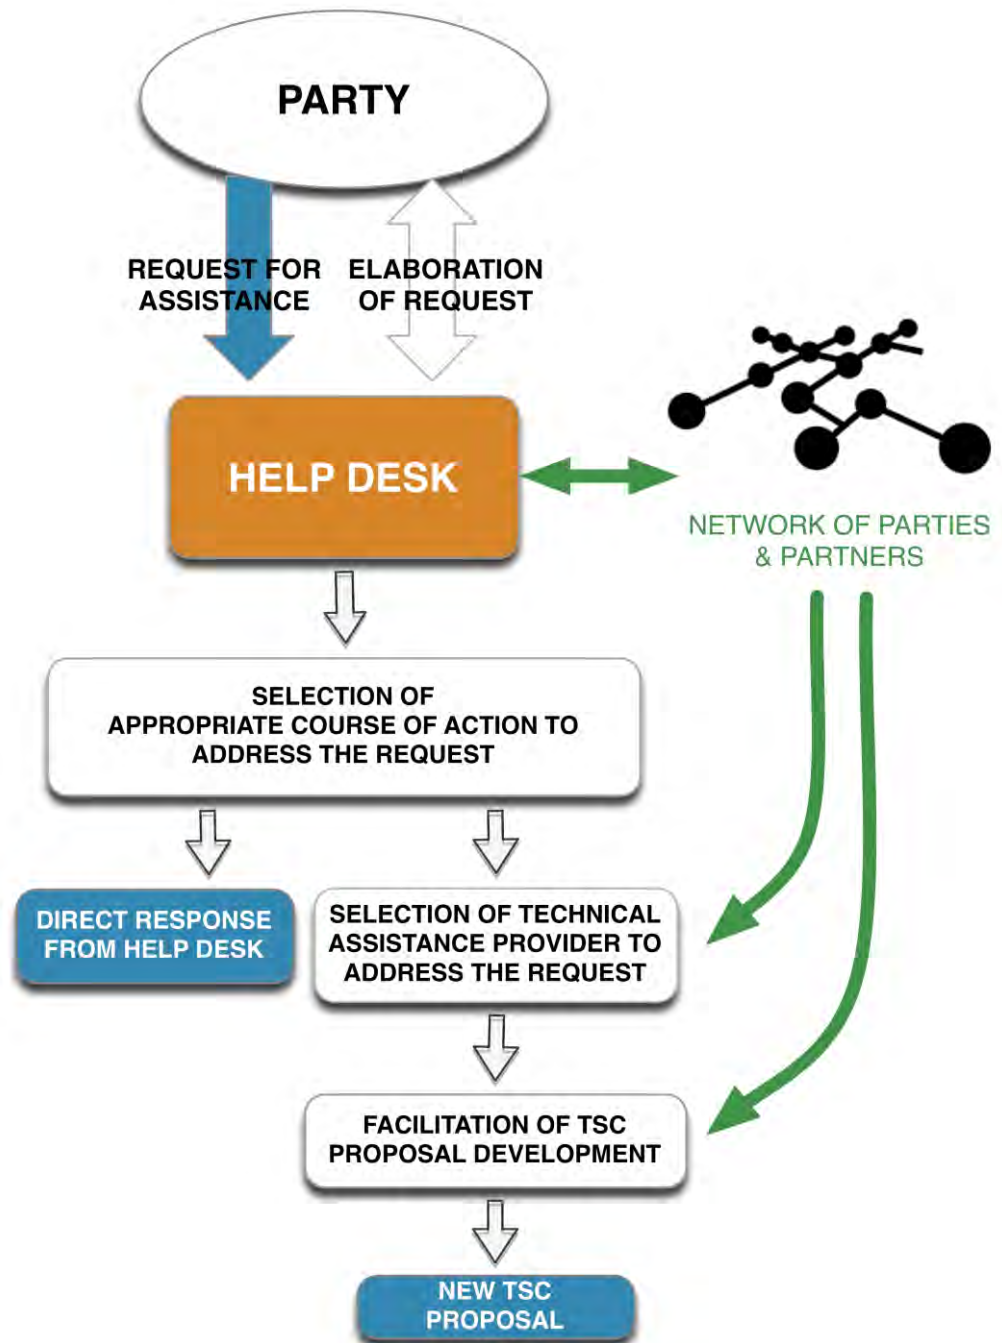 PARTY
REQUEST FOR
ASSISTANCE
ELABORATION
OF REQUEST
HELP DESK
NETWORK OF PARTIES
& PARTNERS
SELECTION OF
APPROPRIATE COURSE OF ACTION TO
ADDRESS THE REQUEST
DIRECT RESPONSE
FROM HELP DESK
SELECTION OF TECHNICAL
ASSISTANCE PROVIDER TO
ADDRESS THE REQUEST
FACILITATION OF TSC
PROPOSAL DEVELOPMENT
NEW TSC
PROPOSAL